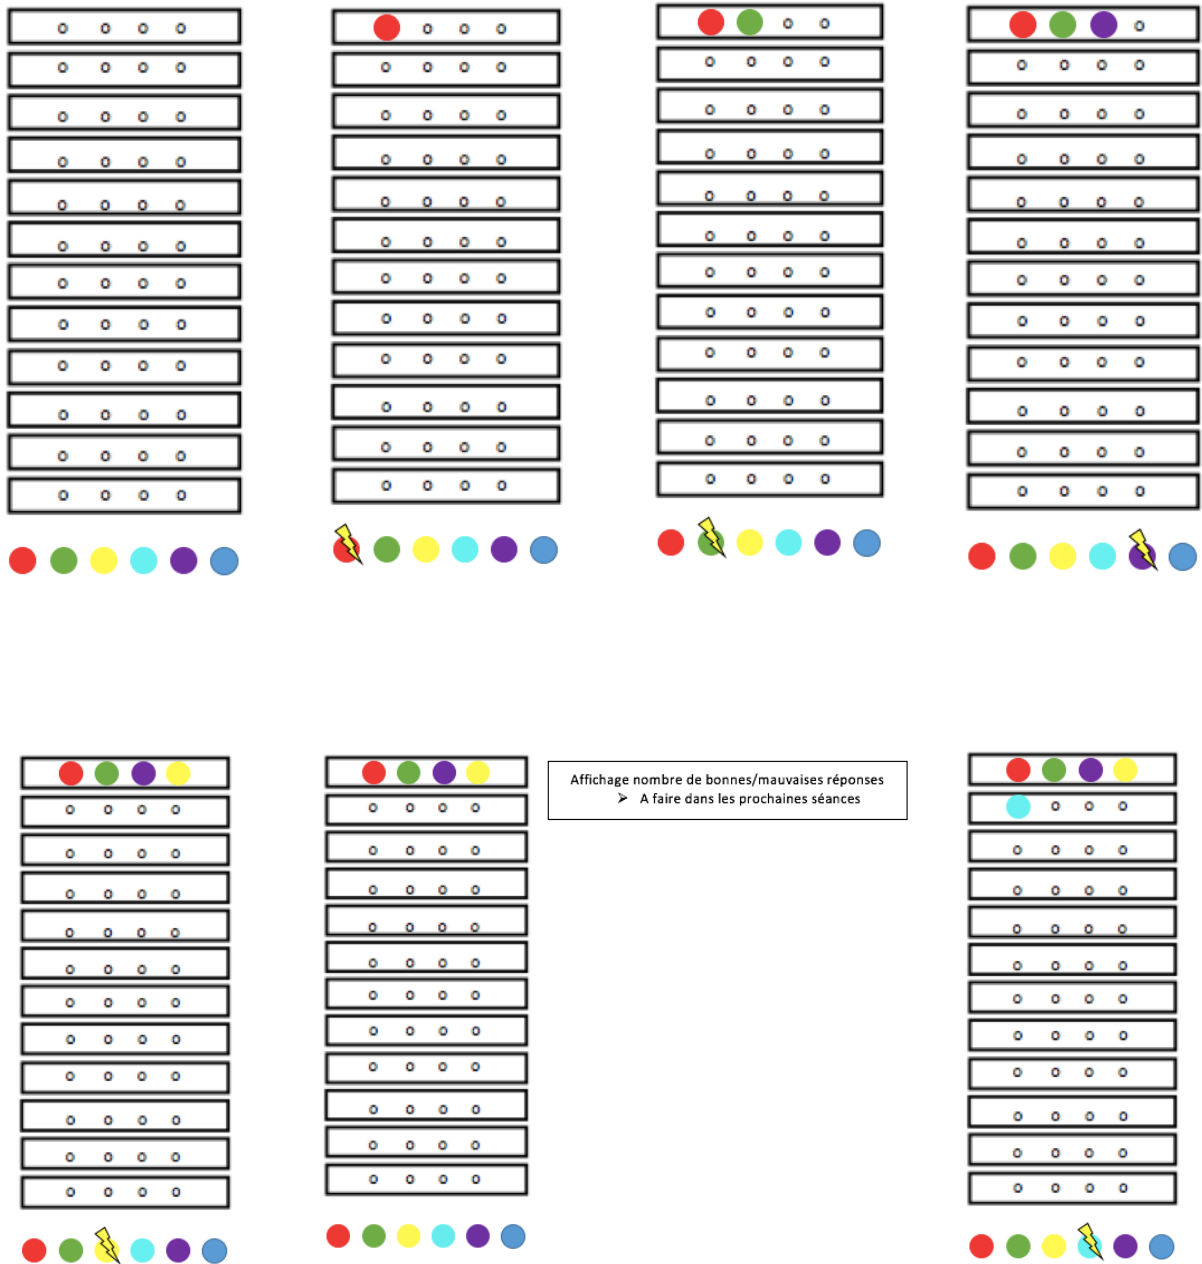 Affichage nombre de bonnes/mauvaises réponses
➢ A faire dans les prochaines séances